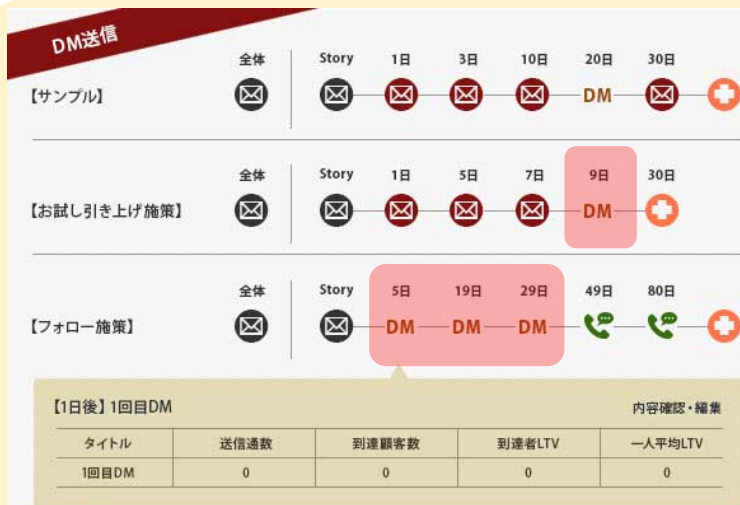 DM送信
全体 Story 1日 3日 10日 20日 30日
【サンプル】 DM
全体 Story 1日 5日 7日 9日 30日
【お試し引き上げ施策】 DM
全体 Story 5日 19日 29日 49日 80日
【フォロー施策】 DM DM DM
【1日後】1回目DM 内容確認・編集
タイトル 送信通数 到達顧客数 到達者LTV 一人平均LTV
1回目DM 0 0 0 0